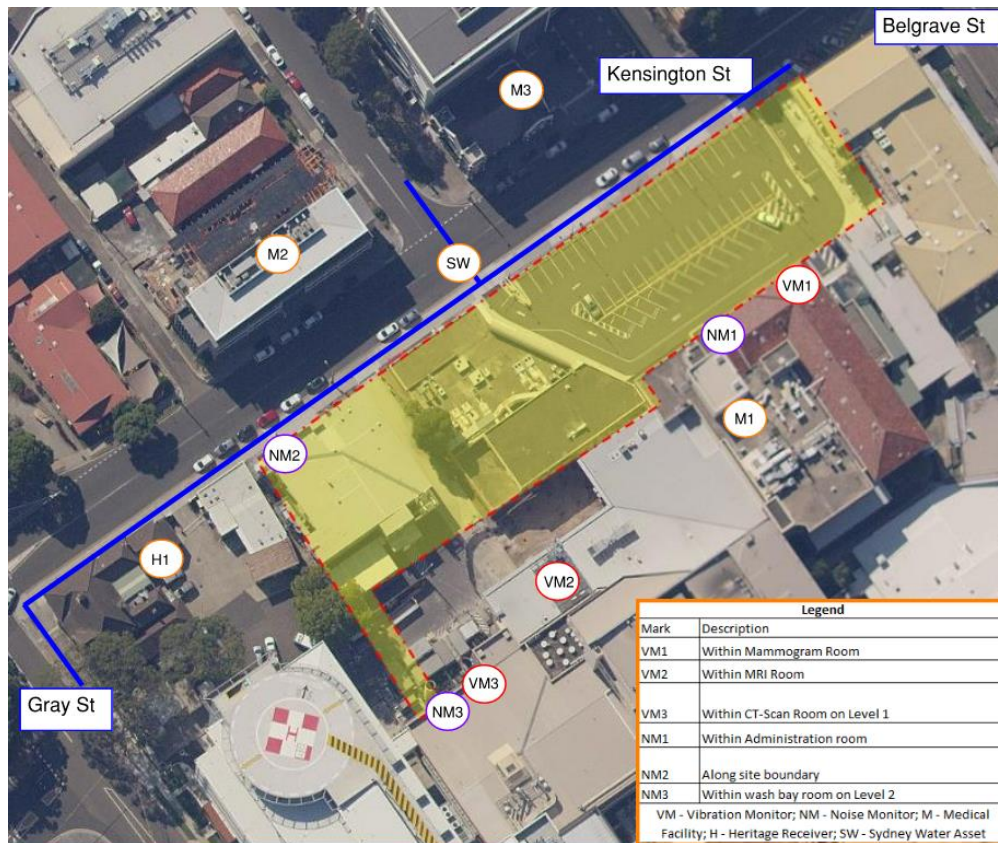 Belgrave St
Kensington St
M3
M2
SW
VM1
NM1
M1
NM2
H1
VM2
VM3
NM3
Gray St
H
Legend
Mark Description
VM1 Within Mammogram Room
VM2 Within MRI Room
VM3 Within CT-Scan Room on Level 1
NM1 Within Administration room
NM2 Along site boundary
NM3 Within wash bay room on Level 2
VM - Vibration Monitor; NM - Noise Monitor; M - Medical
Facility; H - Heritage Receiver; SW - Sydney Water Asset